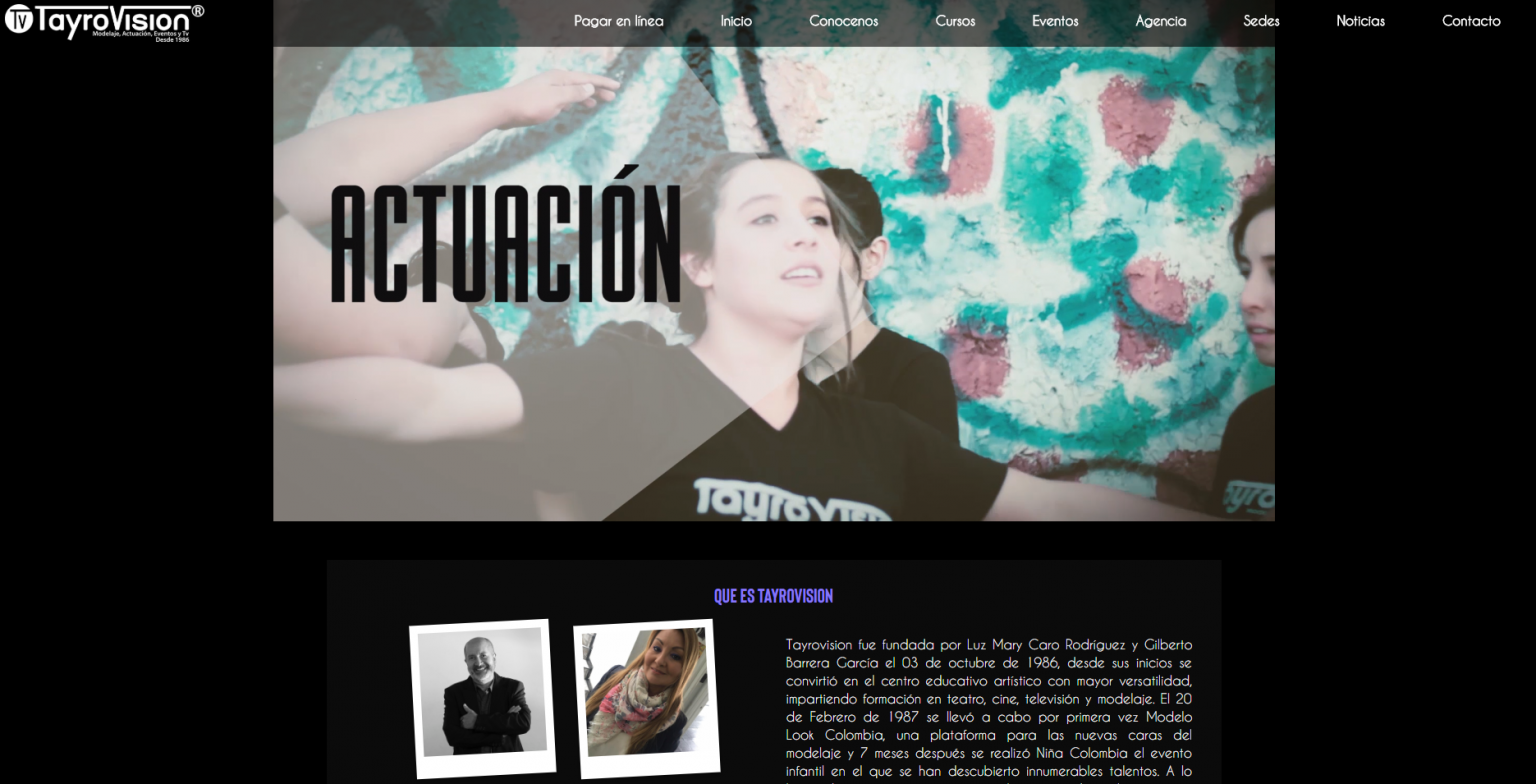 TV TayroVision®
Modelaje, Actuación, Eventos y Tv
Desde 1986
Pagar en línea Inicio Conocenos Cursos Eventos Agencia Sedes Noticias Contacto
ACTUACIÓN
TayroVisi
Tayro
QUE ES TAYROVISION
Tayrovision fue fundada por Luz Mary Caro Rodríguez y Gilberto
Barrera García el 03 de octubre de 1986, desde sus inicios se
convirtió en el centro educativo artístico con mayor versatilidad,
impartiendo formación en teatro, cine, televisión y modelaje. El 20
de Febrero de 1987 se llevó a cabo por primera vez Modelo
Look Colombia, una plataforma para las nuevas caras del
modelaje y 7 meses después se realizó Niña Colombia el evento
infantil en el que se han descubierto innumerables talentos. A lo